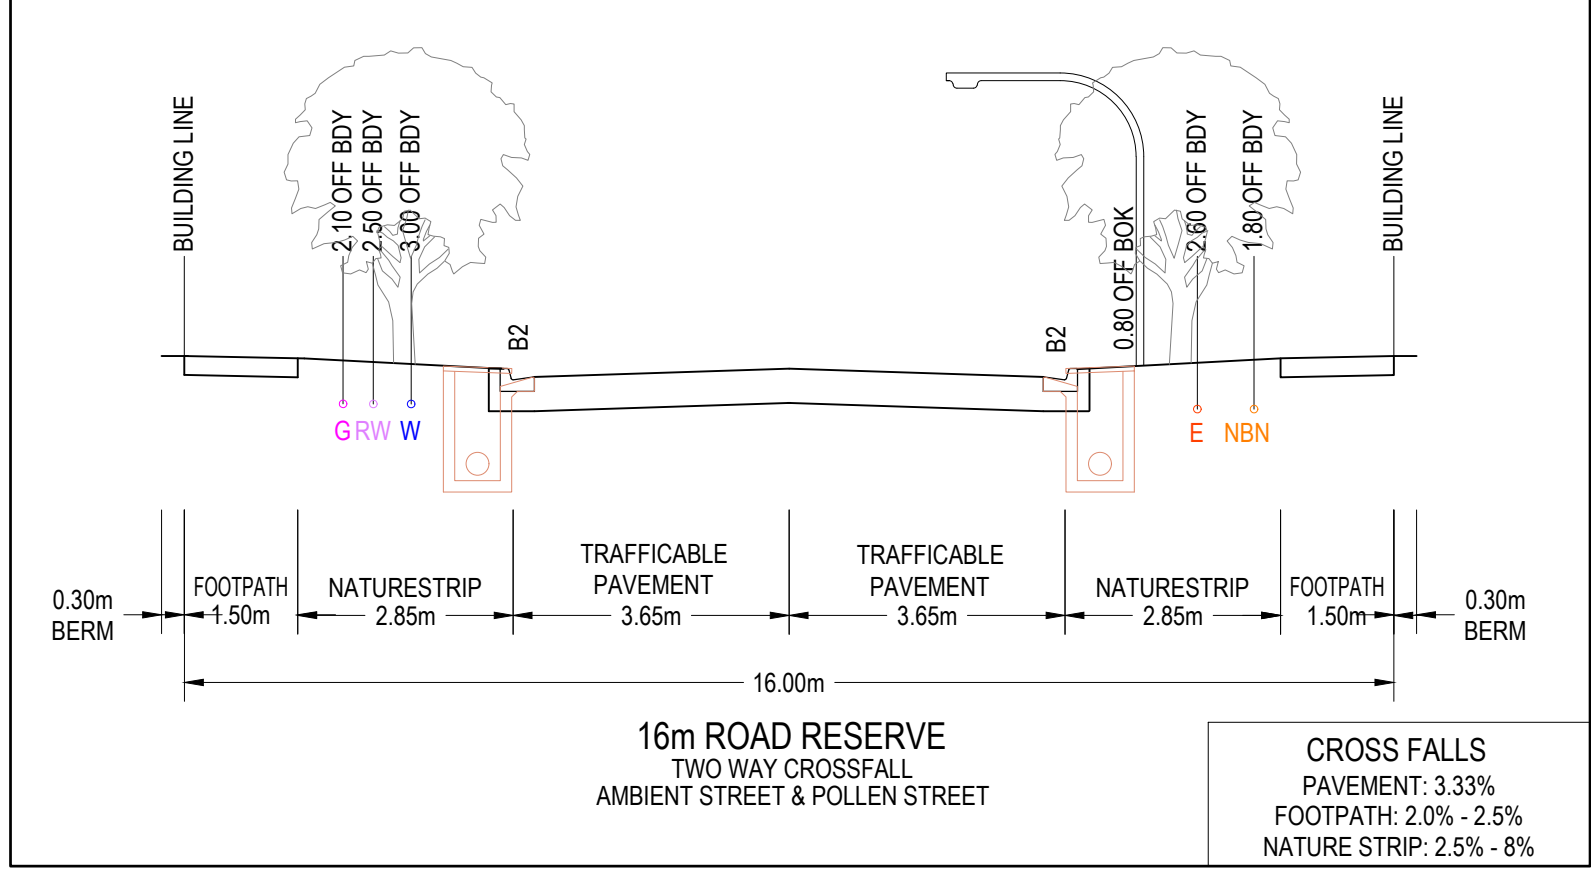 BUILDING LINE
2.10 OFF BDY
2.50 OFF BDY
3.00 OFF BDY
B2
B2
0.80 OFF BOK
2.60 OFF BDY
1.80 OFF BDY
BUILDING LINE
G
RW
W
E
NBN
0.30m
BERM
FOOTPATH
1.50m
NATURESTRIP
2.85m
TRAFFICABLE
PAVEMENT
3.65m
TRAFFICABLE
PAVEMENT
3.65m
NATURESTRIP
2.85m
FOOTPATH
1.50m
0.30m
BERM
16.00m
16m ROAD RESERVE
TWO WAY CROSSFALL
AMBIENT STREET & POLLEN STREET
CROSS FALLS
PAVEMENT: 3.33%
FOOTPATH: 2.0% - 2.5%
NATURE STRIP: 2.5% - 8%